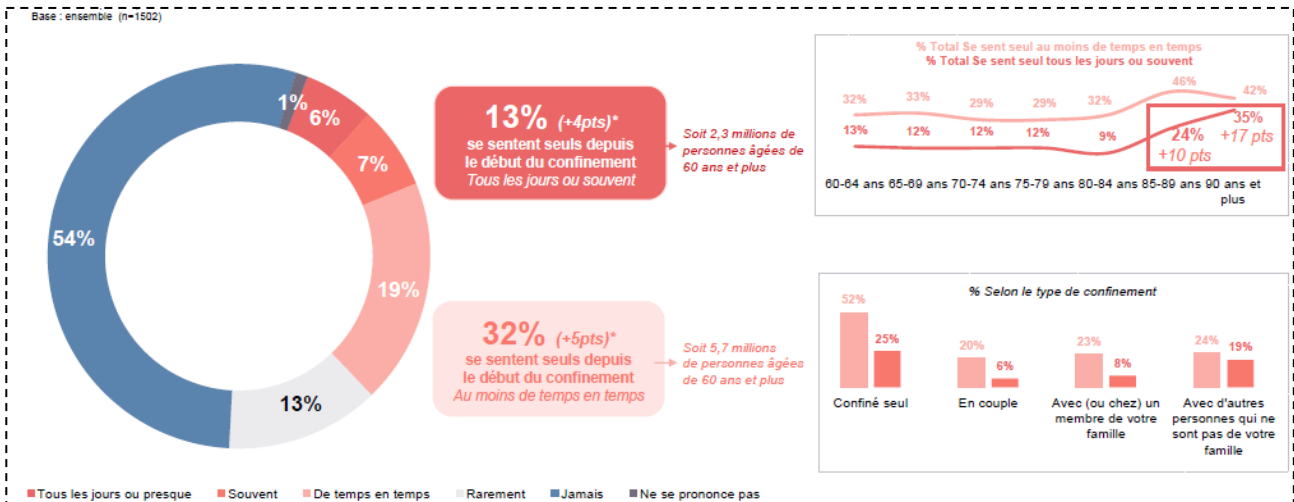 Base : ensemble (n=1502)
1%
6%
7%
19%
13%
54%
13% (+4pts)*
se sentent seuls depuis
le début du confinement
Tous les jours ou souvent
Soit 2,3 millions de
personnes âgées de
60 ans et plus
32% (+5pts)*
se sentent seuls depuis
le début du confinement
Au moins de temps en temps
Soit 5,7 millions
de personnes âgées
de 60 ans et plus
% Total Se sent seul au moins de temps en temps
% Total Se sent seul tous les jours ou souvent
32% 33% 29% 29% 32% 46% 42%
13% 12% 12% 12% 9% 24% 35%
+10 pts +17 pts
60-64 ans 65-69 ans 70-74 ans 75-79 ans 80-84 ans 85-89 ans 90 ans et
plus
% Selon le type de confinement
52% 25% 20% 6% 23% 8% 24% 19%
Confiné seul
En couple
Avec (ou chez) un
membre de votre
famille
Avec d'autres
personnes qui ne
sont pas de votre
famille
Tous les jours ou presque Souvent De temps en temps Rarement Jamais Ne se prononce pas